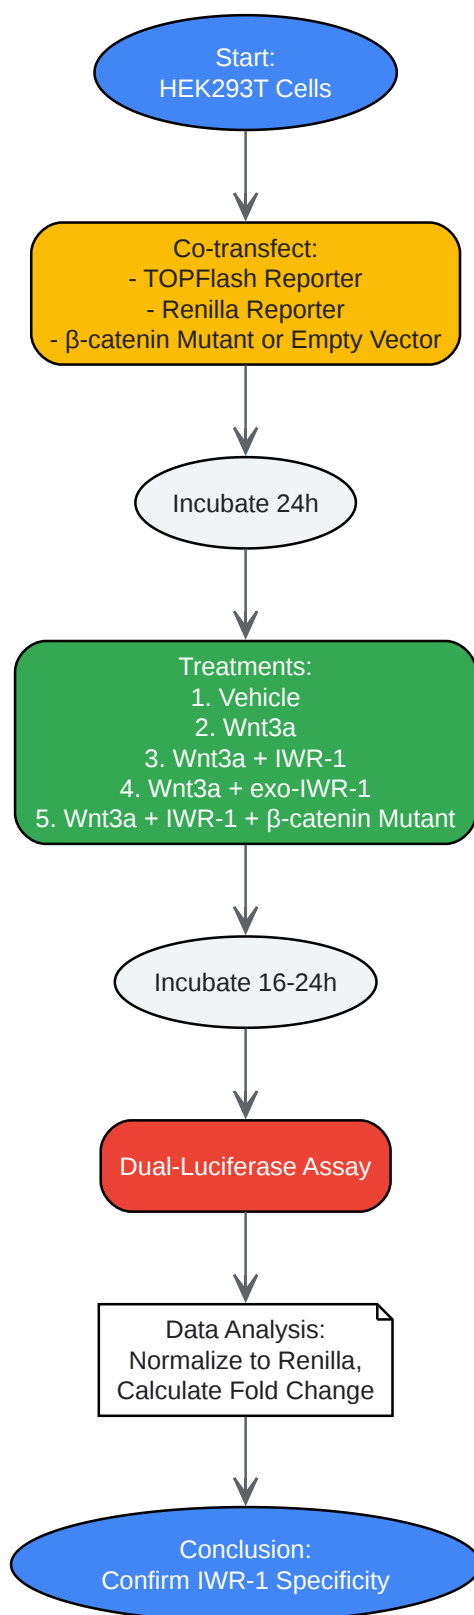 Start:
HEK293T Cells
Co-transfect:
- TOPFlash Reporter
- Renilla Reporter
- β-catenin Mutant or Empty Vector
Incubate 24h
Treatments:
1. Vehicle
2. Wnt3a
3. Wnt3a + IWR-1
4. Wnt3a + exo-IWR-1
5. Wnt3a + IWR-1 + β-catenin Mutant
Incubate 16-24h
Dual-Luciferase Assay
Data Analysis:
Normalize to Renilla,
Calculate Fold Change
Conclusion:
Confirm IWR-1 Specificity